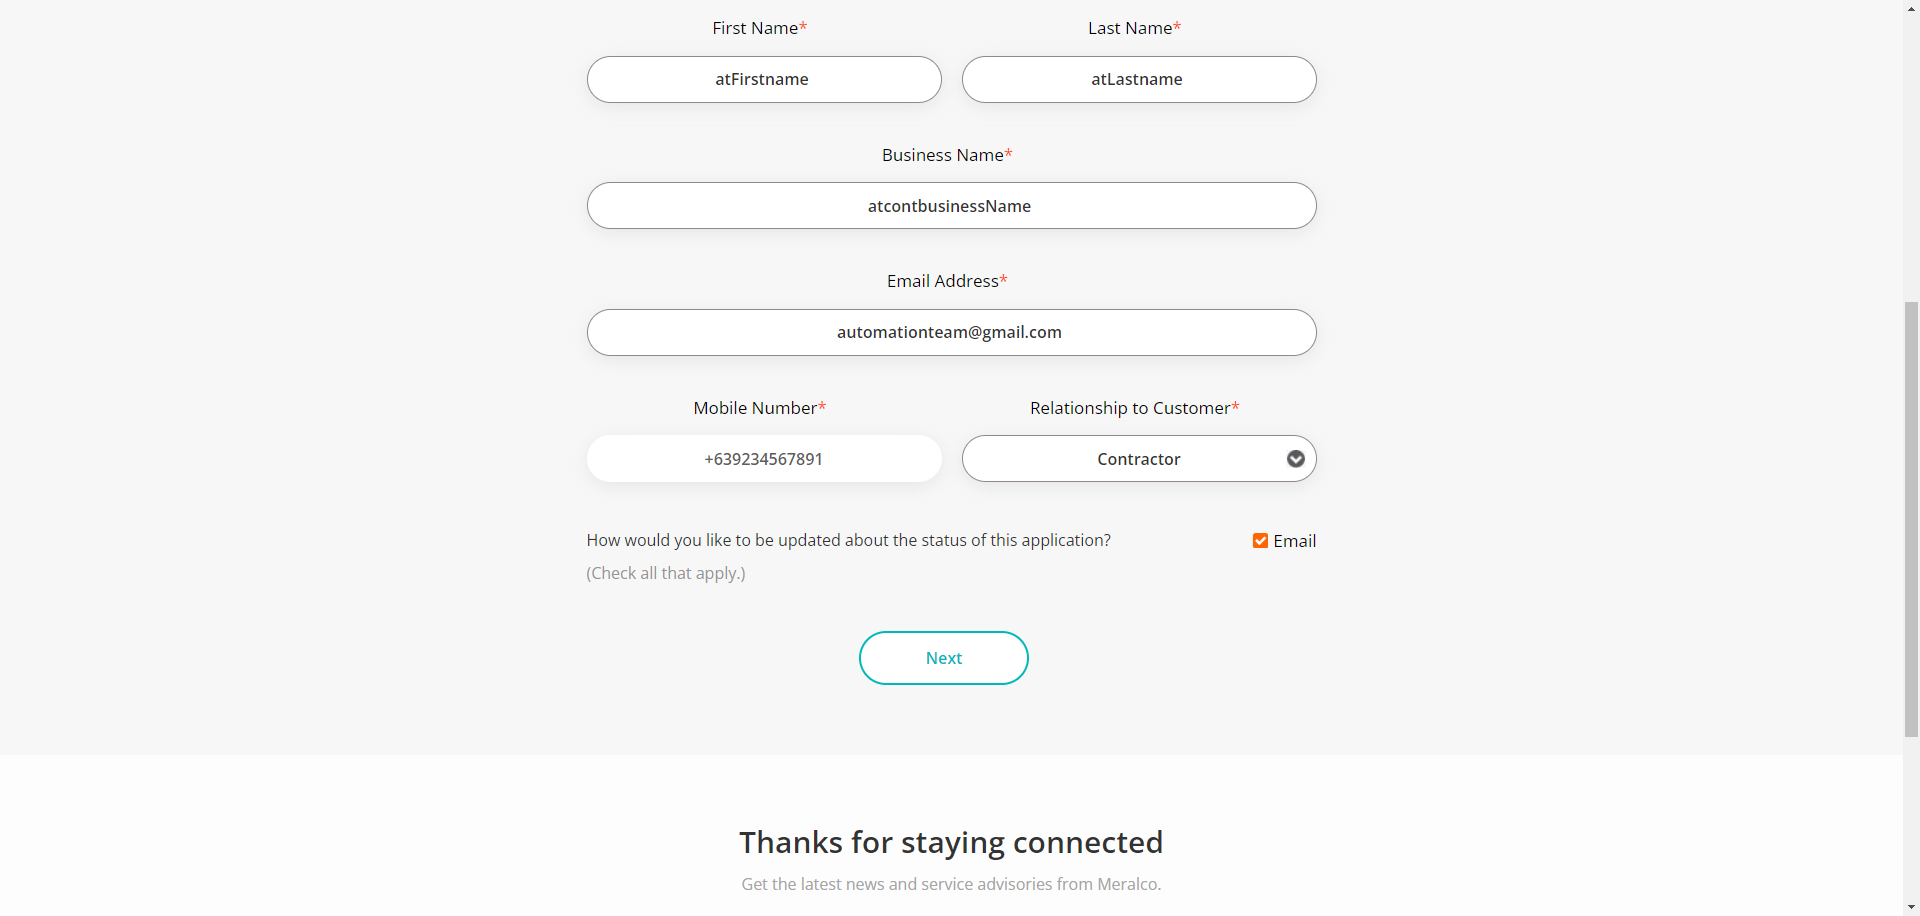 First Name* Last Name*
atFirstname atLastname
Business Name*
atcontbusinessName
Email Address*
automationteam@gmail.com
Mobile Number* Relationship to Customer*
+639234567891 Contractor
How would you like to be updated about the status of this application? Email
(Check all that apply.)
Next
Thanks for staying connected
Get the latest news and service advisories from Meralco.